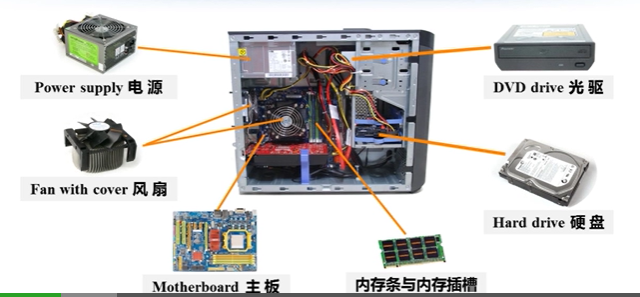 Power supply 电源
DVD drive 光驱
Fan with cover 风扇
Hard drive 硬盘
Motherboard 主板
内存条与内存插槽